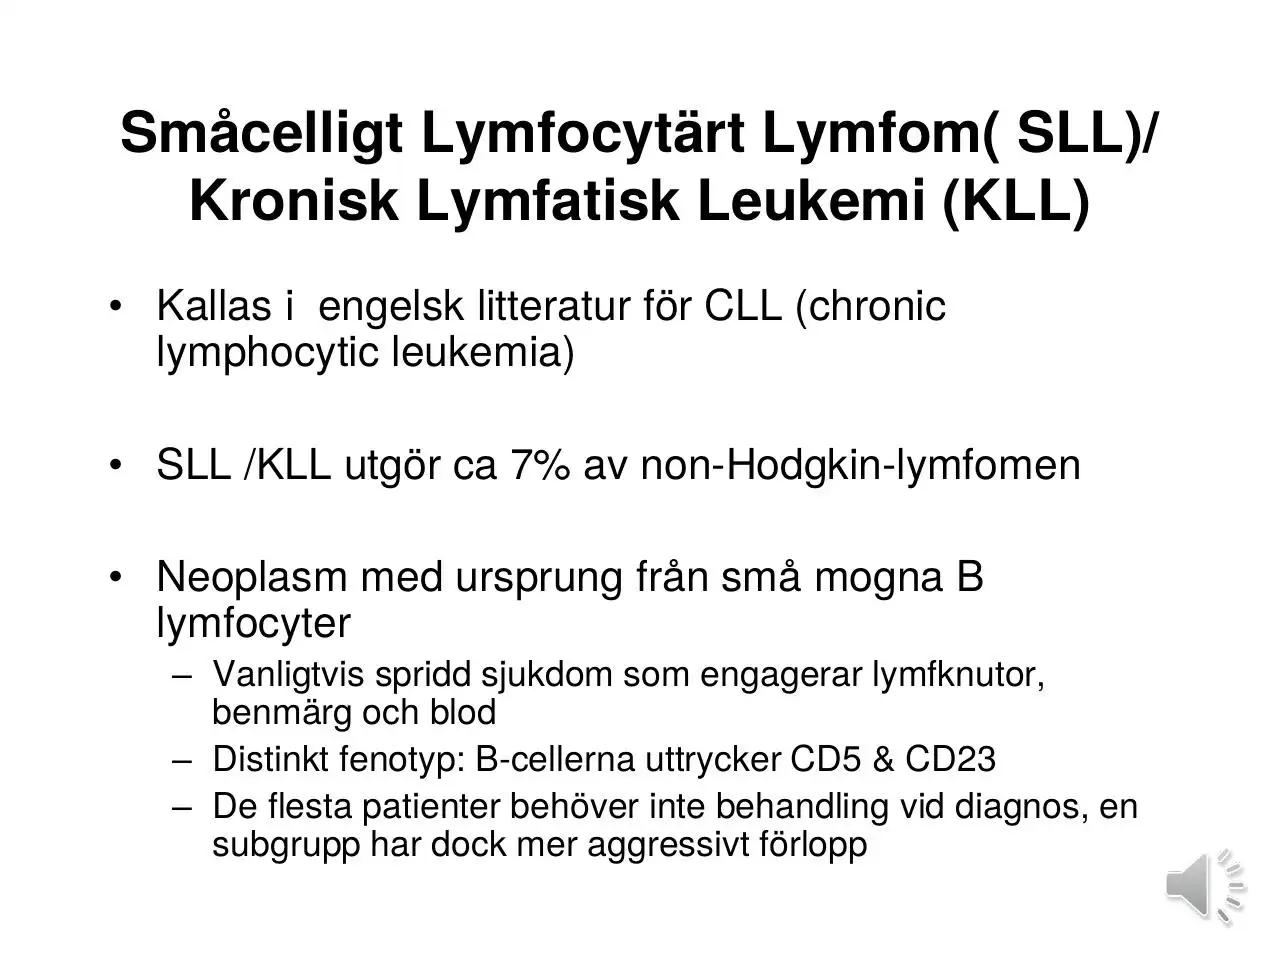 Småcelligt Lymfocytärt Lymfom( SLL)/
Kronisk Lymfatisk Leukemi (KLL)
• Kallas i  engelsk litteratur för CLL (chronic
lymphocytic leukemia)
• SLL /KLL utgör ca 7% av non-Hodgkin-lymfomen
• Neoplasm med ursprung från små mogna B
lymfocyter
– Vanligtvis spridd sjukdom som engagerar lymfknutor,
benmärg och blod
– Distinkt fenotyp: B-cellerna uttrycker CD5 & CD23
– De flesta patienter behöver inte behandling vid diagnos, en
subgrupp har dock mer aggressivt förlopp